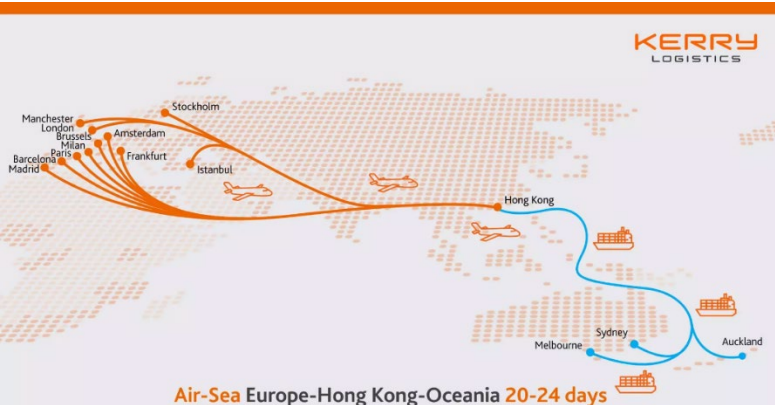 KERRY
LOGISTICS
Stockholm
Manchester
London
Brussels
Amsterdam
Milan
Paris
Frankfurt
Barcelona
Madrid
Istanbul
Hong Kong
Sydney
Melbourne
Auckland
Air-Sea Europe-Hong Kong-Oceania 20-24 days